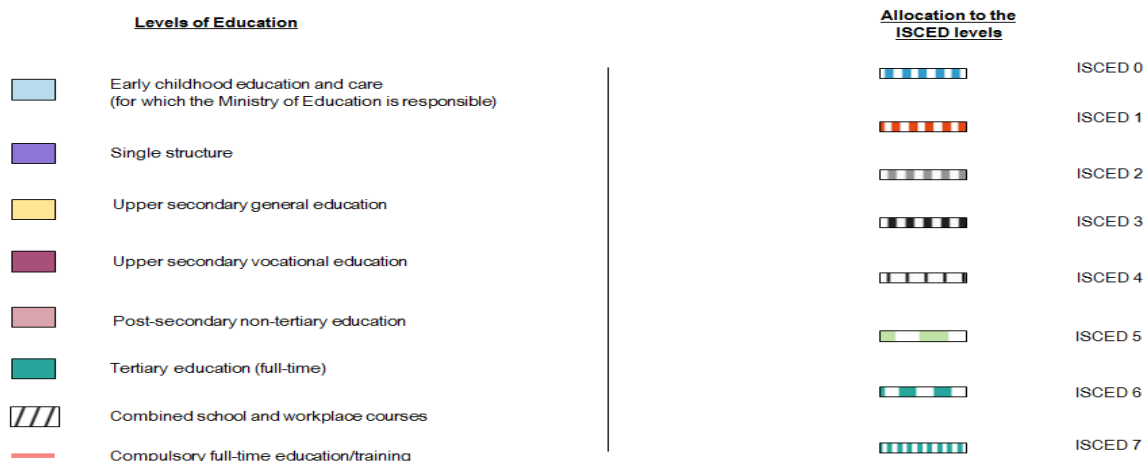 Levels of Education
Early childhood education and care
(for which the Ministry of Education is responsible)
Single structure
Upper secondary general education
Upper secondary vocational education
Post-secondary non-tertiary education
Tertiary education (full-time)
Combined school and workplace courses
Compulsory full-time education/training
Allocation to the
ISCED levels
ISCED 0
ISCED 1
ISCED 2
ISCED 3
ISCED 4
ISCED 5
ISCED 6
ISCED 7